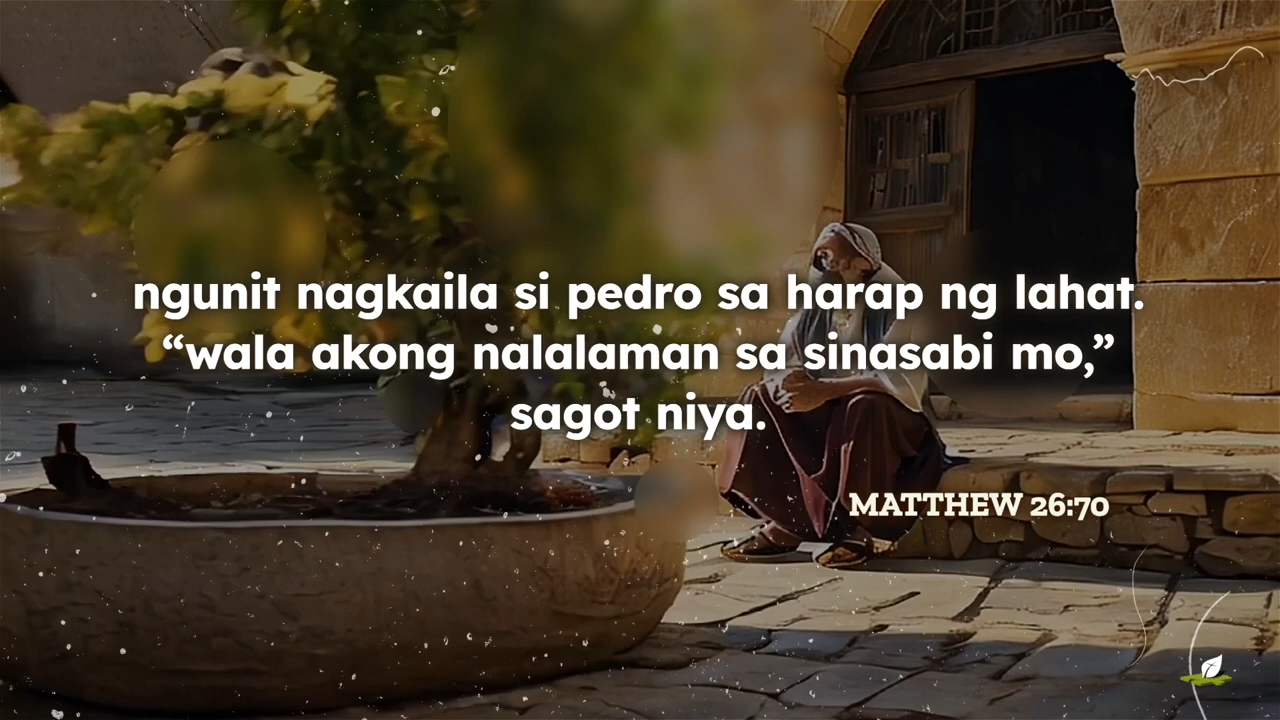 ngunit nagkaila si pedro sa harap ng lahat.
“wala akong nalalaman sa sinasabi mo,”
sagot niya.
MATTHEW 26:70